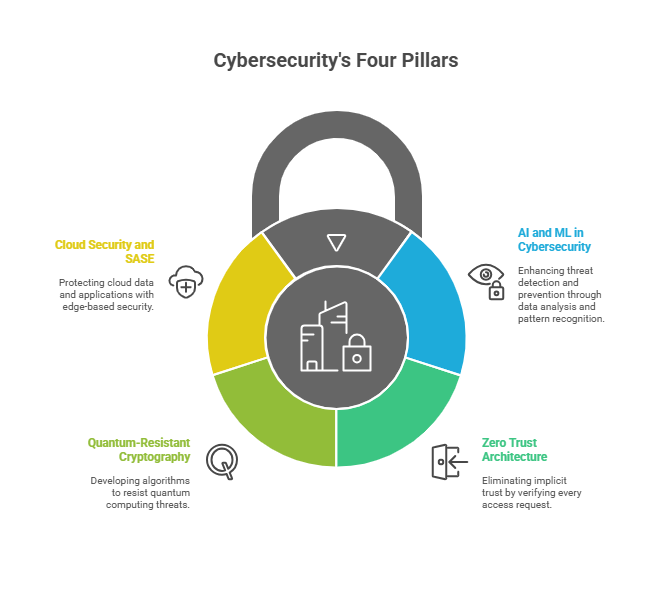 Cybersecurity's Four Pillars
Cloud Security and
SASE
Protecting cloud data
and applications with
edge-based security.
AI and ML in
Cybersecurity
Enhancing threat
detection and
prevention through
data analysis and
pattern recognition.
Quantum-Resistant
Cryptography
Developing algorithms
to resist quantum
computing threats.
Zero Trust
Architecture
Eliminating implicit
trust by verifying every
access request.